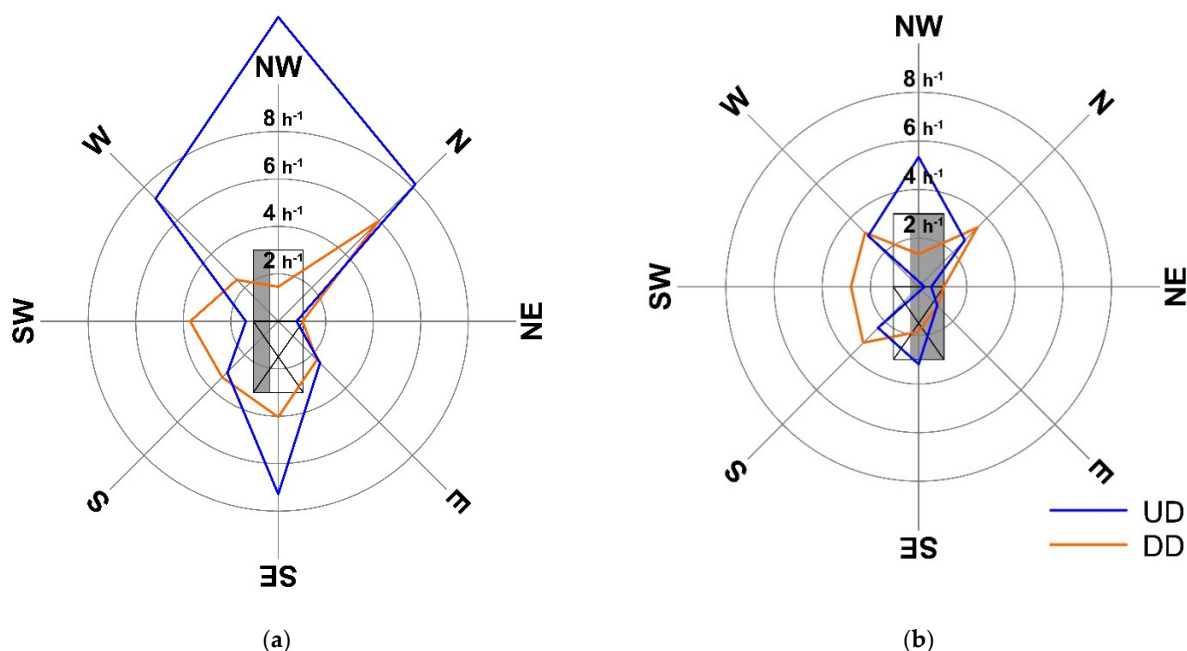 NW
8 h⁻¹
6 h⁻¹
4 h⁻¹
2 h⁻¹
W
N
SW
NE
S
E
SE
(a)
NW
8 h⁻¹
6 h⁻¹
4 h⁻¹
2 h⁻¹
W
N
SW
NE
S
E
SE
UD
DD
(b)